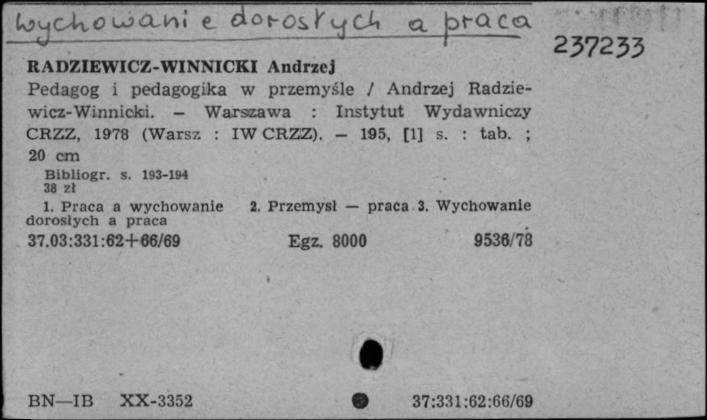 wychowanie dorosłych a praca
237233
RADZIEWICZ-WINNICKI Andrzej
Pedagog i pedagogika w przemyśle / Andrzej Radzie-
wicz-Winnicki. — Warszawa : Instytut Wydawniczy
CRZZ, 1978 (Warsz : IW CRZZ). — 195, [1] s. : tab. ;
20 cm
Bibliogr. s. 193-194
38 zł
1. Praca a wychowanie 2. Przemysł — praca 3. Wychowanie
dorosłych a praca
37.03:331:62+66/69 Egz. 8000 9536/78
BN—IB XX-3352 37:331:62:66/69